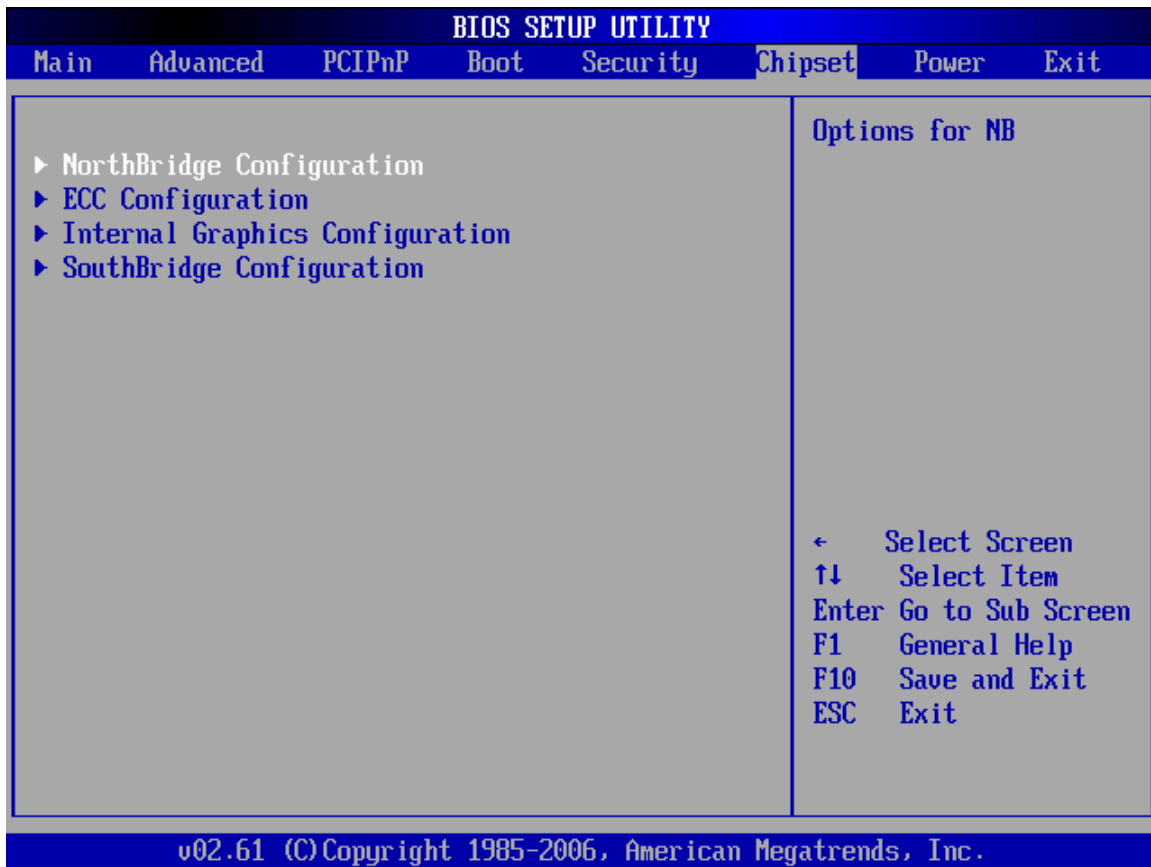 BIOS SETUP UTILITY
Main Advanced PCIPnP Boot Security Chipset Power Exit
▶ NorthBridge Configuration
▶ ECC Configuration
▶ Internal Graphics Configuration
▶ SouthBridge Configuration
Options for NB
← Select Screen
↑↓ Select Item
Enter Go to Sub Screen
F1 General Help
F10 Save and Exit
ESC Exit
v02.61 (C)Copyright 1985-2006, American Megatrends, Inc.